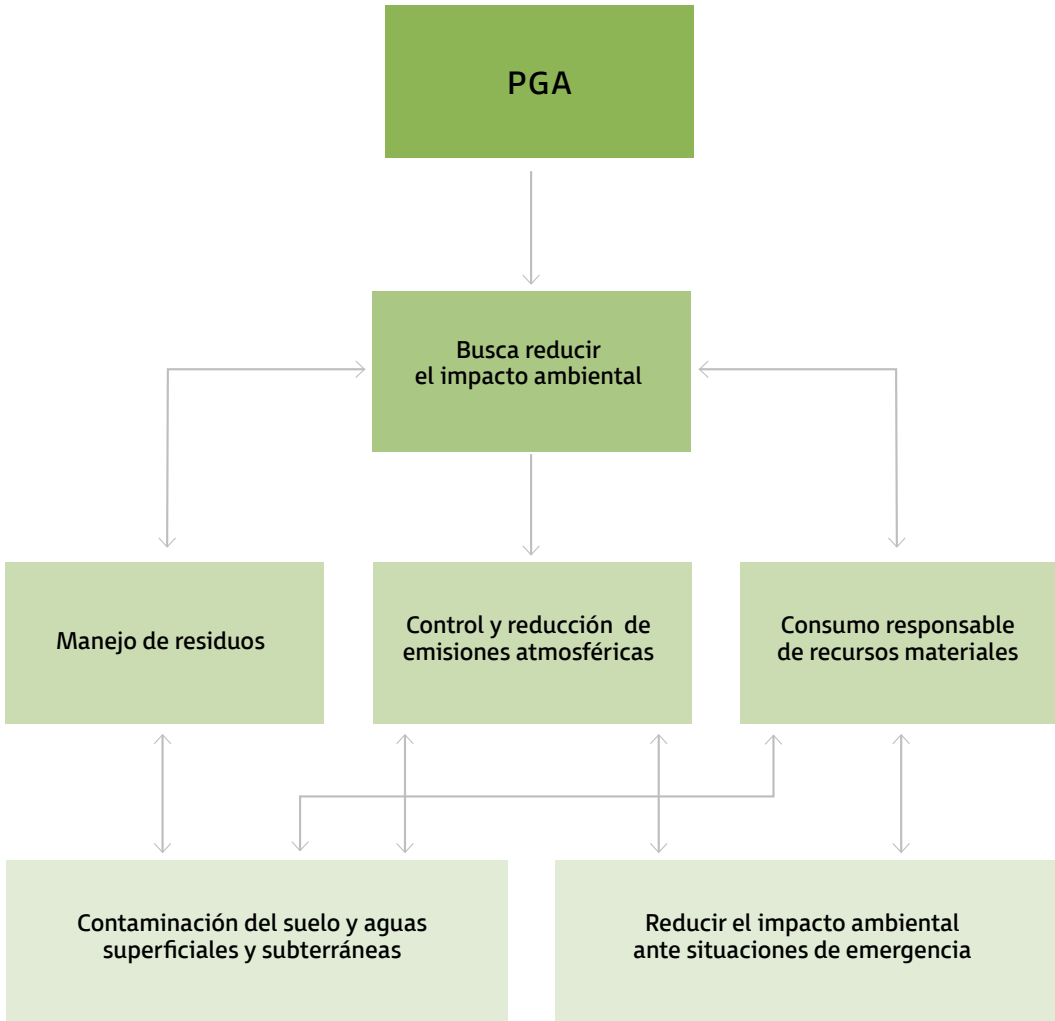 PGA
Busca reducir
el impacto ambiental
Manejo de residuos
Control y reducción de
emisiones atmosféricas
Consumo responsable
de recursos materiales
Contaminación del suelo y aguas
superficiales y subterráneas
Reducir el impacto ambiental
ante situaciones de emergencia